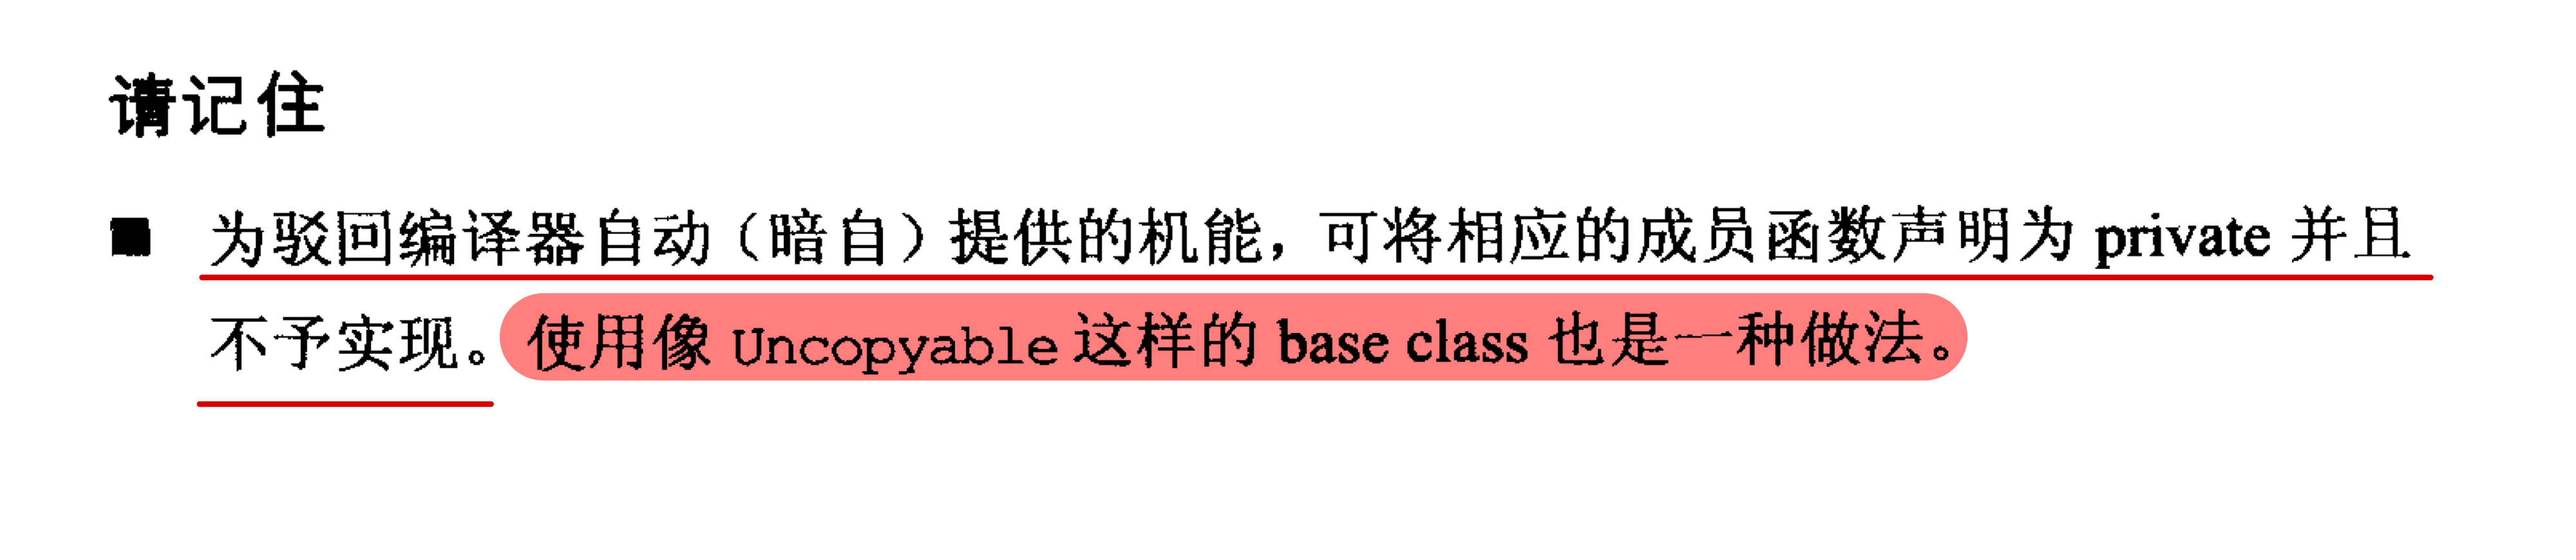 请记住
■ 为驳回编译器自动（暗自）提供的机能，可将相应的成员函数声明为 private 并且
不予实现。使用像 Uncopyable 这样的 base class 也是一种做法。